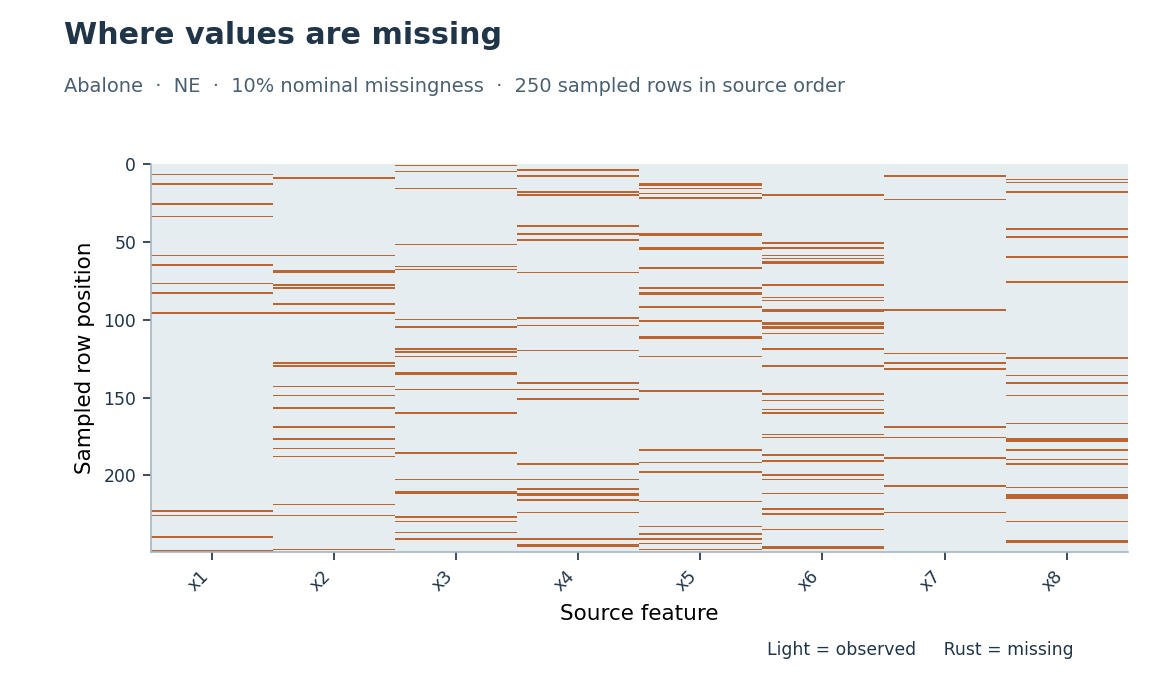 Where values are missing
Abalone · NE · 10% nominal missingness · 250 sampled rows in source order
0
50
100
150
200
Sampled row position
x1 x2 x3 x4 x5 x6 x7 x8
Source feature
Light = observed Rust = missing